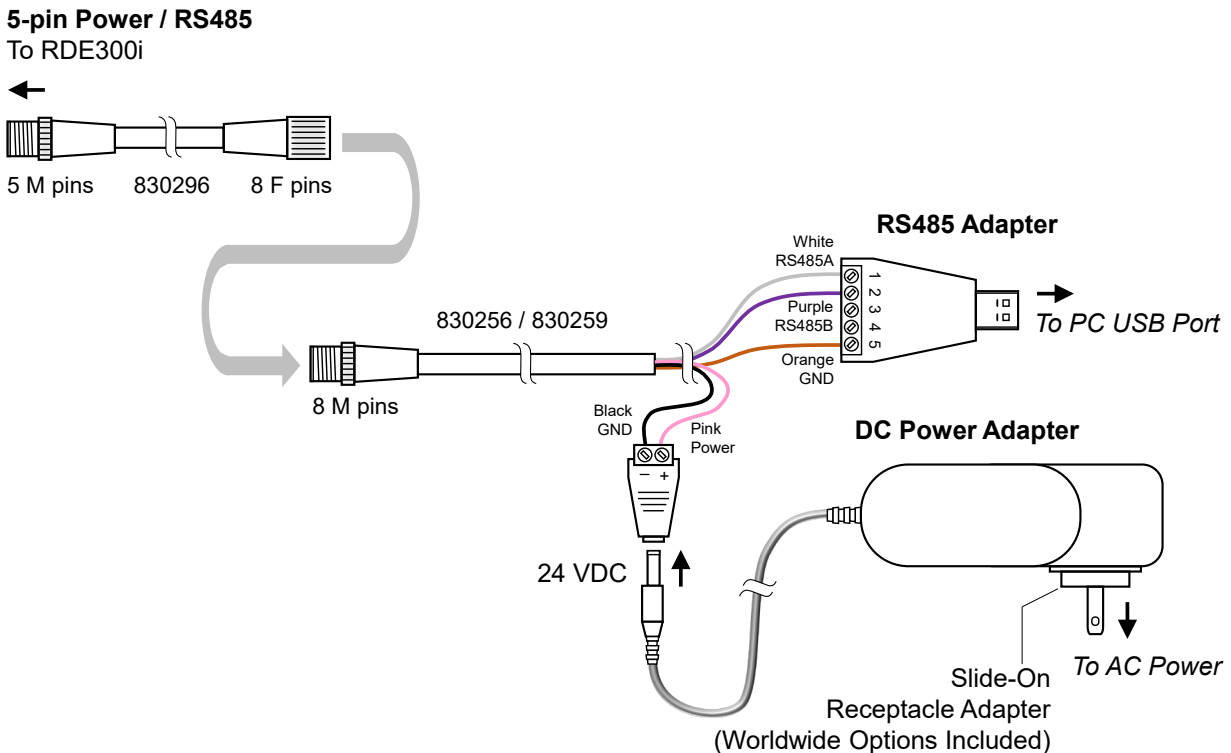 5-pin Power / RS485
To RDE300i
5 M pins
830296
8 F pins
RS485 Adapter
White
RS485A
1
2
3
4
5
Purple
RS485B
Orange
GND
To PC USB Port
830256 / 830259
8 M pins
Black
GND
Pink
Power
− +
DC Power Adapter
24 VDC
To AC Power
Slide-On
Receptacle Adapter
(Worldwide Options Included)